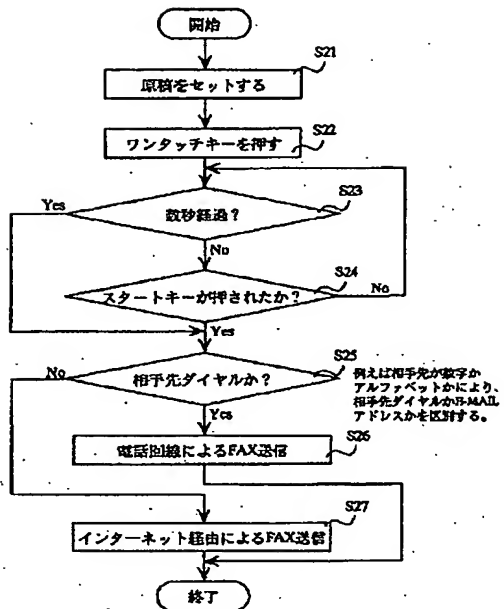 開始
S21
原稿をセットする
S22
ワンタッチキーを押す
S23
Yes
数秒経過?
No
S24
スタートキーが押されたか?
No
Yes
S25
No
相手先ダイヤルか?
例えば相手先が数字か
アルファベットかにより、
相手先ダイヤルかE-MAIL
アドレスかを区別する。
Yes
S26
電話回線によるFAX送信
S27
インターネット経由によるFAX送信
終了